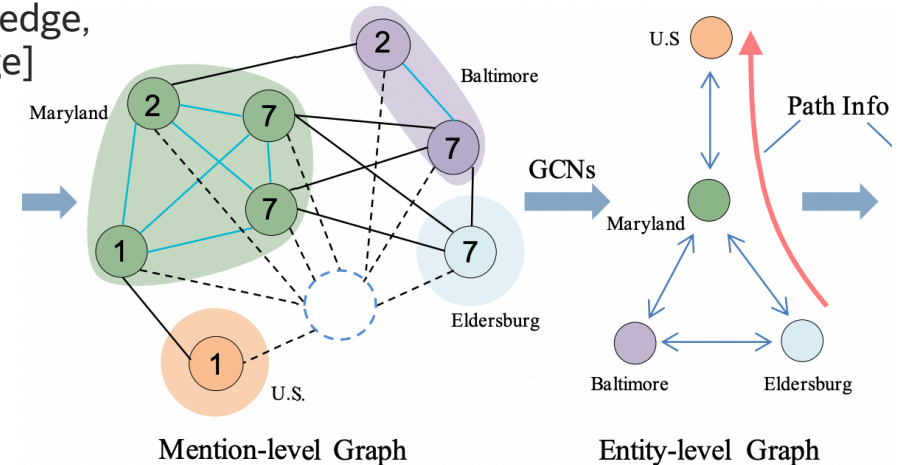 edge,
ge]
Maryland
2
7
7
1
2
7
Baltimore
7
Eldersburg
1
U.S.
Mention-level Graph
GCNs
U.S
Maryland
Baltimore
Eldersburg
Path Info
Entity-level Graph